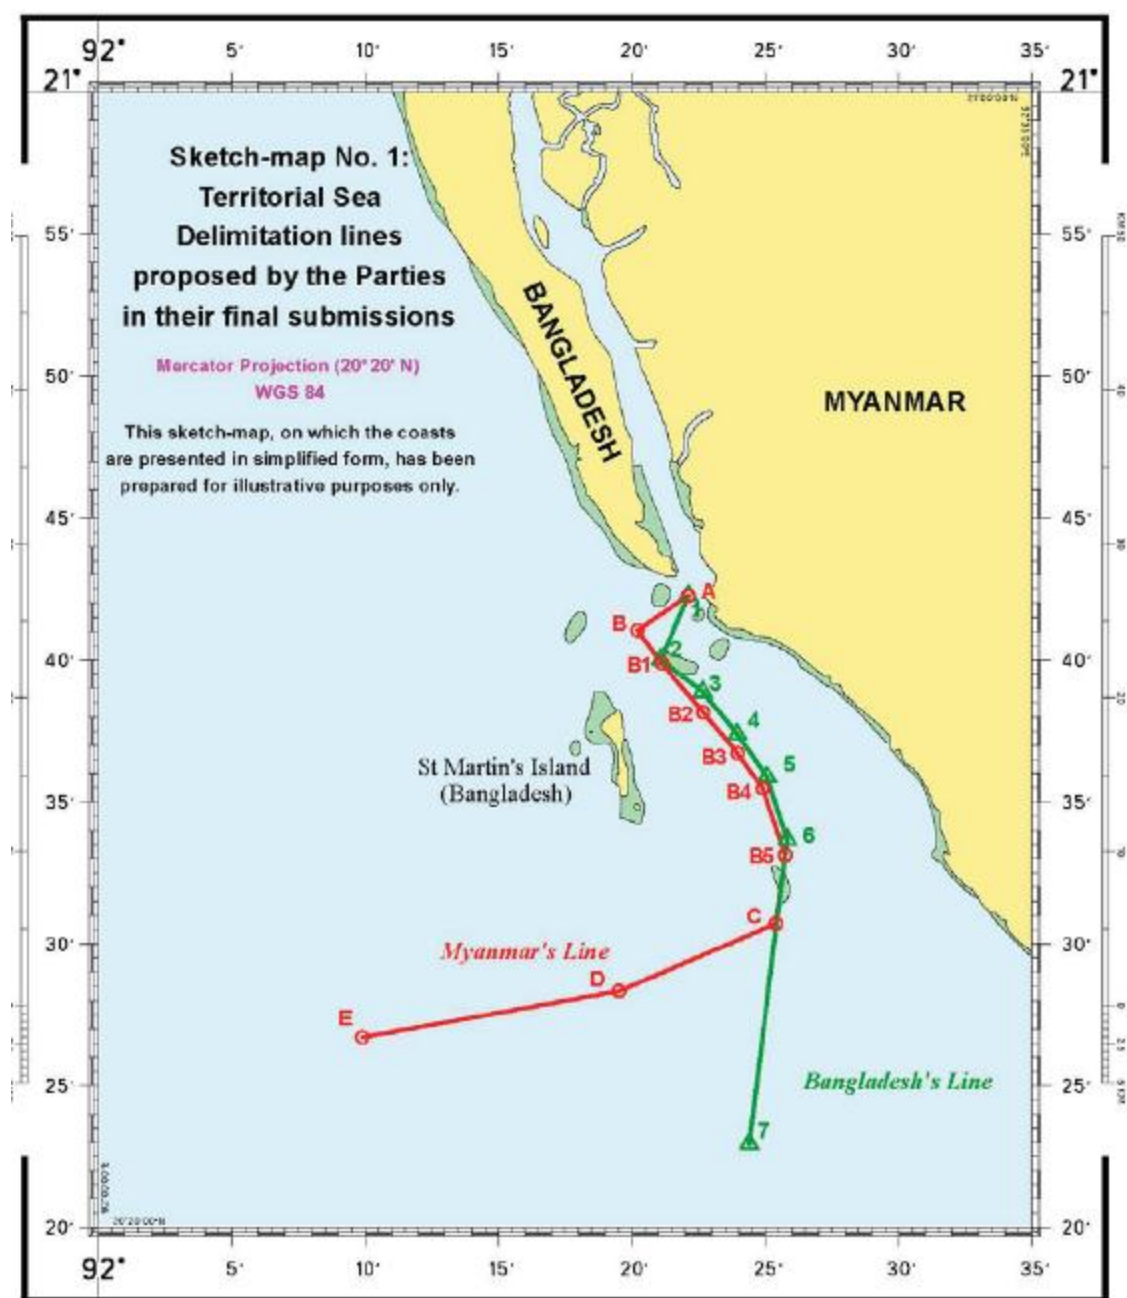 92° 5' 10' 15' 20' 25' 30' 35'
21° 21°
Sketch-map No. 1:
Territorial Sea
Delimitation lines
proposed by the Parties
in their final submissions
Mercator Projection (20° 20' N)
WGS 84
This sketch-map, on which the coasts
are presented in simplified form, has been
prepared for illustrative purposes only.
BANGLADESH
MYANMAR
55' 55'
50' 50'
45' 45'
A
1
B
2
40' 40'
B1
3
B2
4
B3
5
St Martin's Island
(Bangladesh)
B4
35' 35'
6
B5
C
30' 30'
Myanmar's Line
D
E
25' 25'
Bangladesh's Line
7
20' 20'
92° 5' 10' 15' 20' 25' 30' 35'